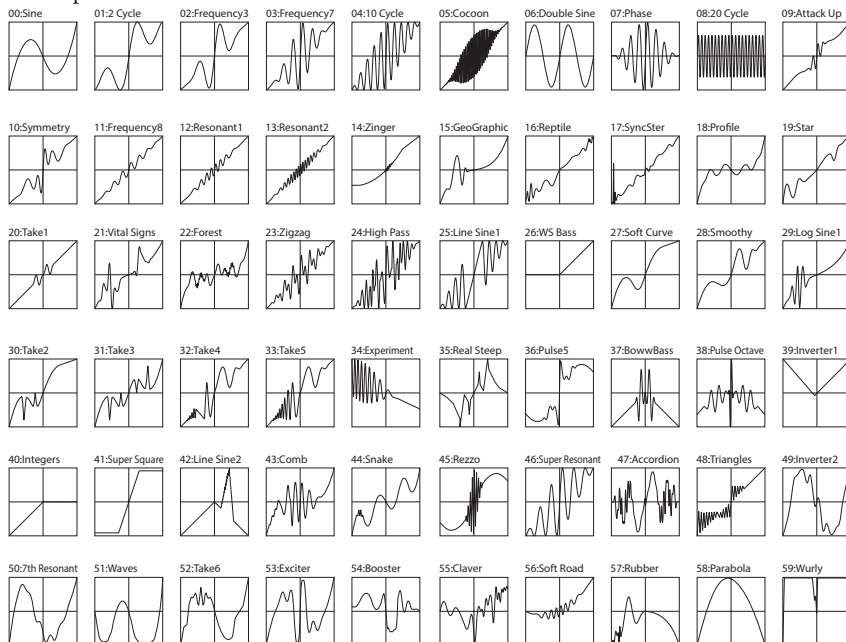 00:Sine 01:2 Cycle 02:Frequency3 03:Frequency7 04:10 Cycle 05:Cocoon 06:Double Sine 07:Phase 08:20 Cycle 09:Attack Up
10:Symmetry 11:Frequency8 12:Resonant1 13:Resonant2 14:Zinger 15:GeoGraphic 16:Reptile 17:SyncSter 18:Profile 19:Star
20:Take1 21:Vital Signs 22:Forest 23:Zigzag 24:High Pass 25:Line Sine1 26:WS Bass 27:Soft Curve 28:Smoothy 29:Log Sine1
30:Take2 31:Take3 32:Take4 33:Take5 34:Experiment 35:Real Steep 36:Pulse5 37:BowwBass 38:Pulse Octave 39:Inverter1
40:Integers 41:Super Square 42:Line Sine2 43:Comb 44:Snake 45:Rezzo 46:Super Resonant 47:Accordion 48:Triangles 49:Inverter2
50:7th Resonant 51:Waves 52:Take6 53:Exciter 54:Booster 55:Claver 56:Soft Road 57:Rubber 58:Parabola 59:Wurly